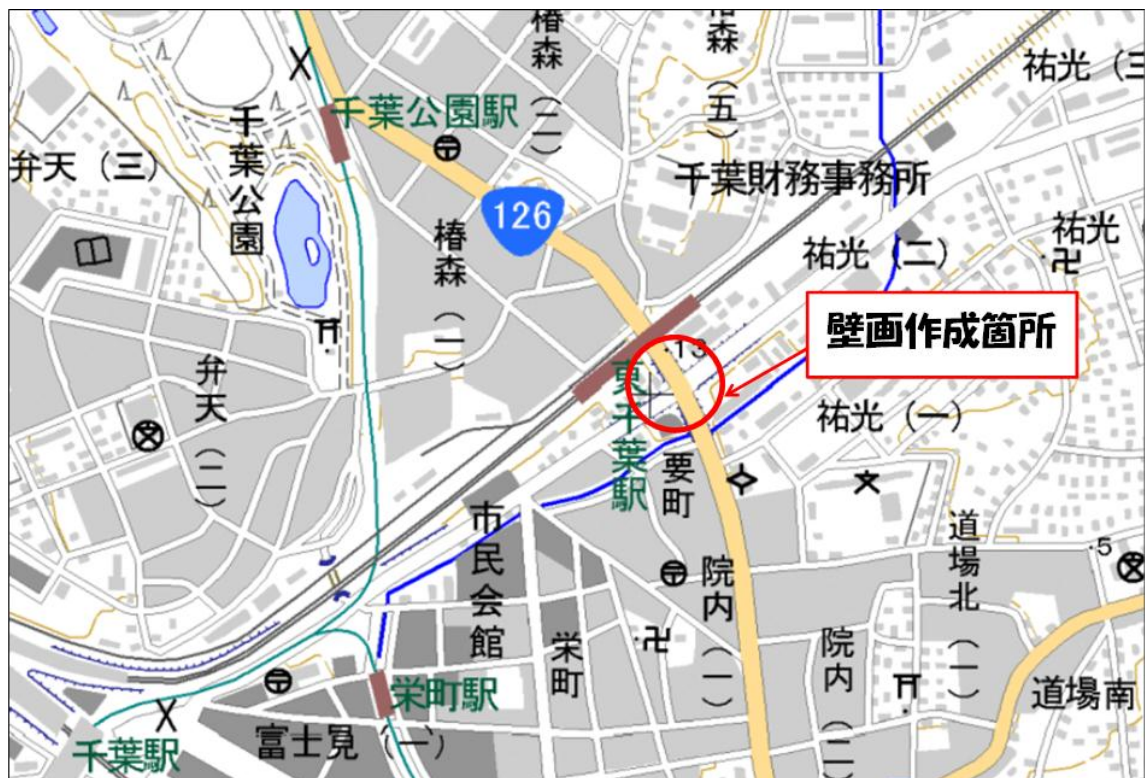 椿森（二）
椿森（五）
祐光（三
千葉公園駅
千葉公園
弁天（三）
千葉財務事務所
126
椿森（一）
祐光（二）
祐光
壁画作成箇所
・13
東千葉駅
弁天（二）
祐光（一）
要町
市民会館
道場北（一）
・5
院内（一）
栄町
院内（二）
栄町駅
道場南
富士見（一）
千葉駅